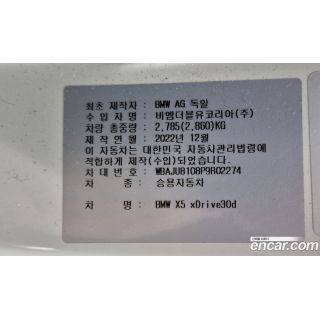 최초 제작자 : BMW AG 독일
수 입 자 명 : 비엠더블유코리아(주)
차량 총중량 : 2,785(2,860)KG
제 작 연 월 : 2022년 12월
이 자동차는 대한민국 자동차관리법령에
적합하게 제작(수입)되었습니다.
차대 번호 : WBAJU8108P9R02274
차 종 : 승용자동차
차 명 : BMW X5 xDrive30d
encar.com